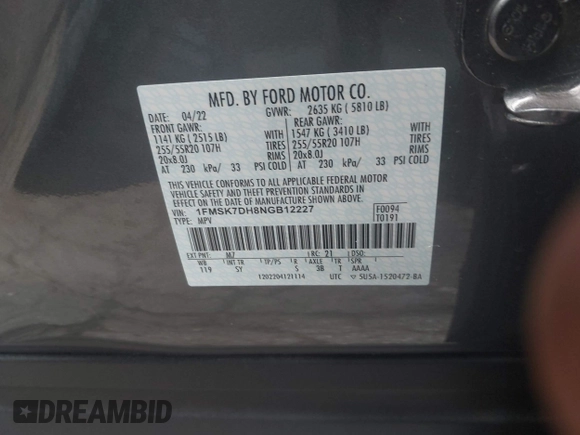 MFD. BY FORD MOTOR CO.
DATE: 04/22 GVWR: 2635 KG ( 5810 LB)
FRONT GAWR: REAR GAWR:
1141 KG ( 2515 LB) WITH 1547 KG ( 3410 LB) WITH
255/55R20 107H TIRES 255/55R20 107H TIRES
20x8.0J RIMS 20x8.0J RIMS
AT 230 kPa/ 33 PSI COLD AT 230 kPa/ 33 PSI COLD
THIS VEHICLE CONFORMS TO ALL APPLICABLE FEDERAL MOTOR
VEHICLE SAFETY AND BUMPER STANDARDS IN EFFECT ON THE DATE OF
MANUFACTURE SHOWN ABOVE.
VIN: 1FMSK7DH8NGB12227 F0094
TYPE: MPV T0191
EXT PNT: M7 RC: 21 DSO:
WB INT TR TP/PS R AXLE TR SPR
119 SY S 3B T AAAA
1202204121114 UTC 5U5A-1520472-BA
DREAMBID